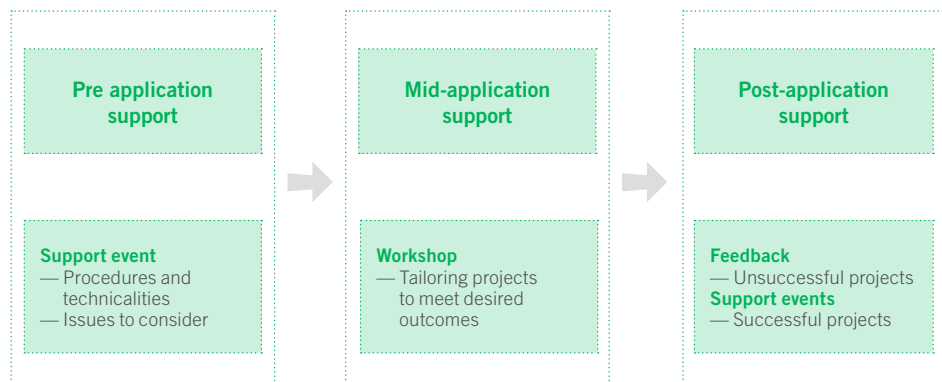 Pre application
support
Support event
— Procedures and
technicalities
— Issues to consider
Mid-application
support
Workshop
— Tailoring projects
to meet desired
outcomes
Post-application
support
Feedback
— Unsuccessful projects
Support events
— Successful projects